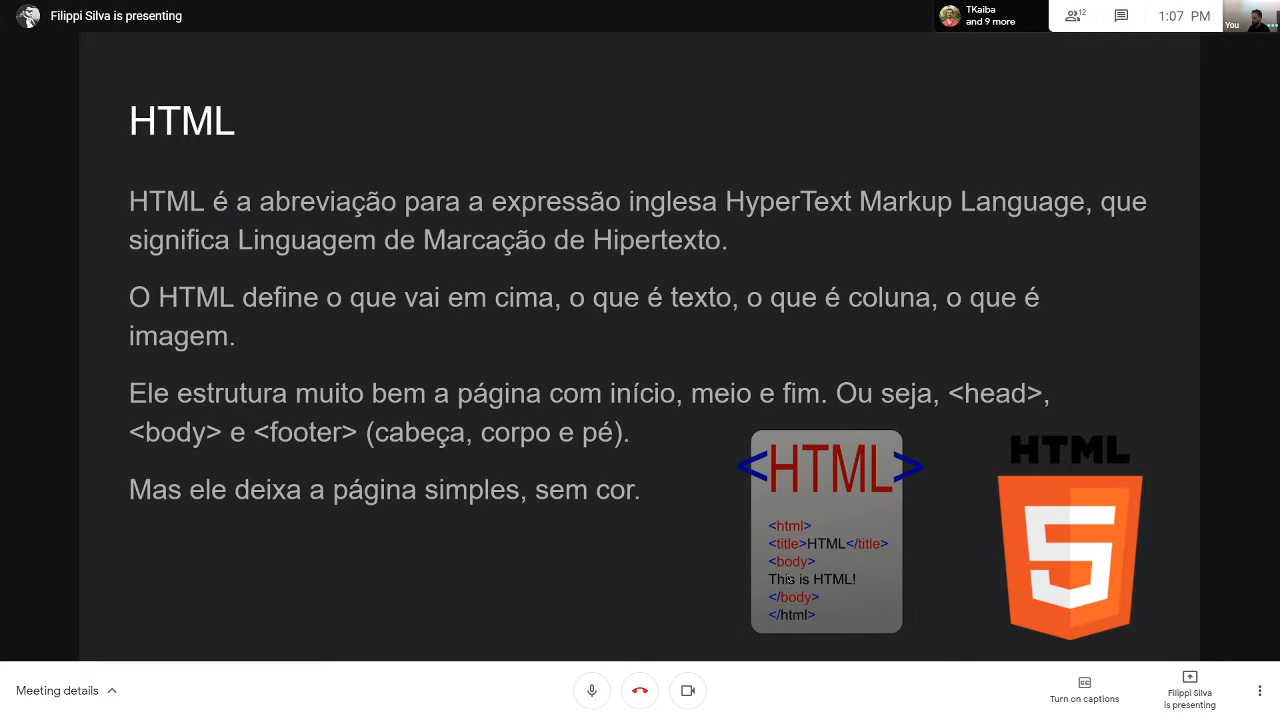 Filippi Silva is presenting
TKaiba
and 9 more
12
1:07 PM
You
HTML
HTML é a abreviação para a expressão inglesa HyperText Markup Language, que
significa Linguagem de Marcação de Hipertexto.
O HTML define o que vai em cima, o que é texto, o que é coluna, o que é
imagem.
Ele estrutura muito bem a página com início, meio e fim. Ou seja, <head>,
<body> e <footer> (cabeça, corpo e pé).
Mas ele deixa a página simples, sem cor.
<HTML>
<html>
<title>HTML</title>
<body>
This is HTML!
</body>
</html>
HTML
5
Meeting details
Turn on captions
Filippi Silva
is presenting